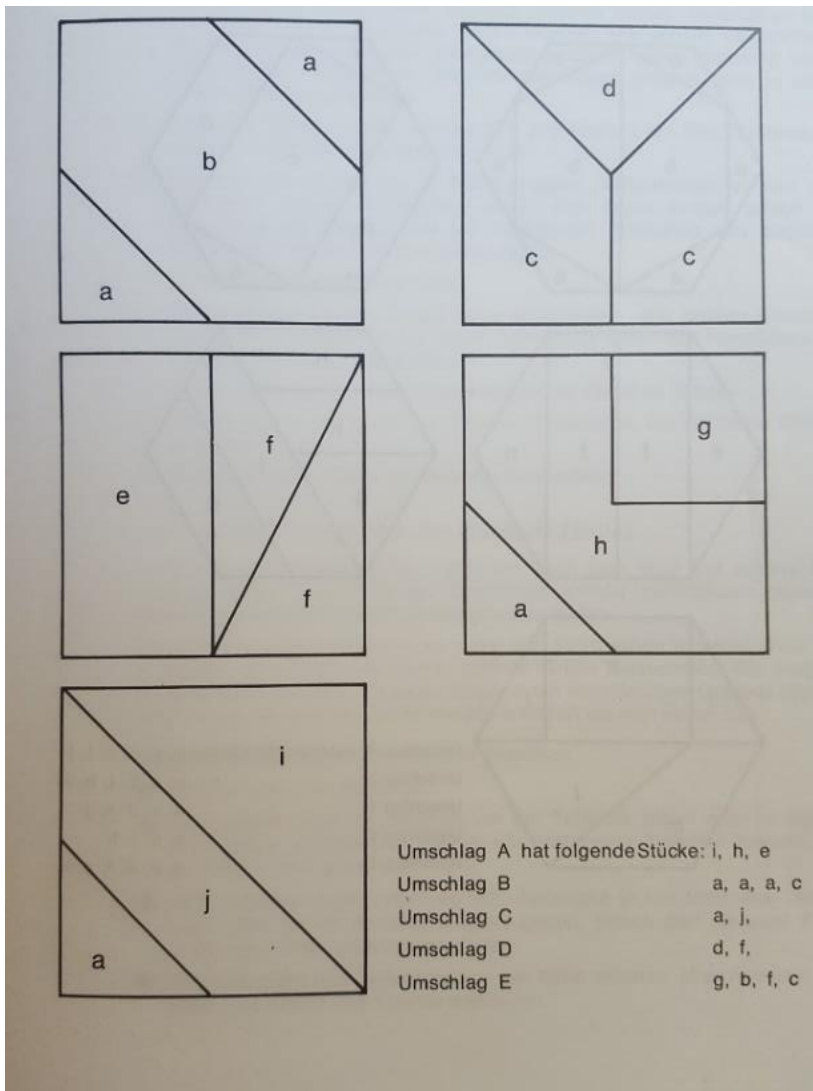 a
b
a
d
c c
e
f
f
g
h
a
i
j
a
Umschlag A hat folgende Stücke: i, h, e
Umschlag B a, a, a, c
Umschlag C a, j,
Umschlag D d, f,
Umschlag E g, b, f, c